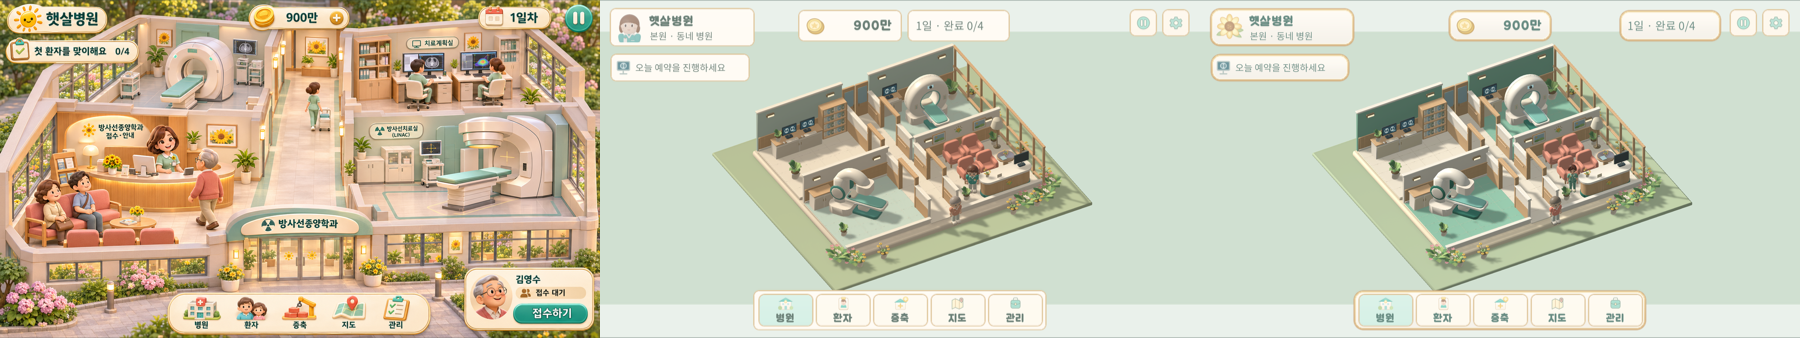 햇살병원
900만
1일차
첫 환자를 맞이해요 0/4
치료계획실
방사선종양학과
접수·안내
방사선치료실
(LINAC)
방사선종양학과
김영수
접수 대기
접수하기
병원
환자
증축
지도
관리
햇살병원
본원 · 동네 병원
900만
1일 · 완료 0/4
오늘 예약을 진행하세요
병원
환자
증축
지도
관리
햇살병원
본원 · 동네 병원
900만
1일 · 완료 0/4
오늘 예약을 진행하세요
병원
환자
증축
지도
관리